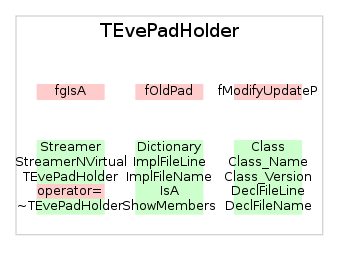 TEvePadHolder
fgIsA fOldPad fModifyUpdateP
Streamer Dictionary Class
StreamerNVirtual ImplFileLine Class_Name
TEvePadHolder ImplFileName Class_Version
operator= IsA DeclFileLine
~TEvePadHolder ShowMembers DeclFileName